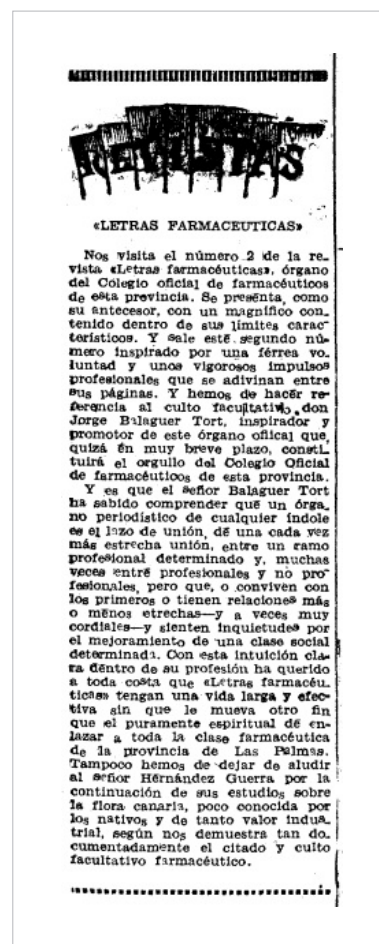 REVISTAS
«LETRAS FARMACEUTICAS»
Nos visita el número 2 de la re-
vista «Letras farmacéuticas», órgano
del Colegio oficial de farmacéuticos
de esta provincia. Se presenta, como
su antecesor, con un magnífico con-
tenido dentro de sus límites carac-
terísticos. Y sale este segundo nú-
mero inspirado por una férrea vo-
luntad y unos vigorosos impulsos
profesionales que se adivinan entre
sus páginas. Y hemos de hacer re-
ferencia al culto facultativo, don
Jorge Balaguer Tort, inspirador y
promotor de este órgano ofical que,
quizá en muy breve plazo, consti-
tuirá el orgullo del Colegio Oficial
de farmacéuticos de esta provincia.
Y es que el señor Balaguer Tort
ha sabido comprender que un órga-
no periodístico de cualquier índole
es el lazo de unión, de una cada vez
más estrecha unión, entre un ramo
profesional determinado y, muchas
veces entre profesionales y no pro-
fesionales, pero que, o conviven con
los primeros o tienen relaciones más
o menos etrechas—y a veces muy
cordiales—y sienten inquietudes por
el mejoramiento de una clase social
determinada. Con esta intuición cla-
ra dentro de su profesión ha querido
a toda costa que «Letras farmacéu-
ticas» tengan una vida larga y efec-
tiva sin que le mueva otro fin
que el puramente espiritual de en-
lazar a toda la clase farmacéutica
de la provincia de Las Palmas.
Tampoco hemos de dejar de aludir
al señor Hernández Guerra por la
continuación de sus estudios sobre
la flora canaria, poco conocida por
los nativos y de tanto valor indus-
trial, según nos demuestra tan do-
cumentadamente el citado y culto
facultativo farmacéutico.